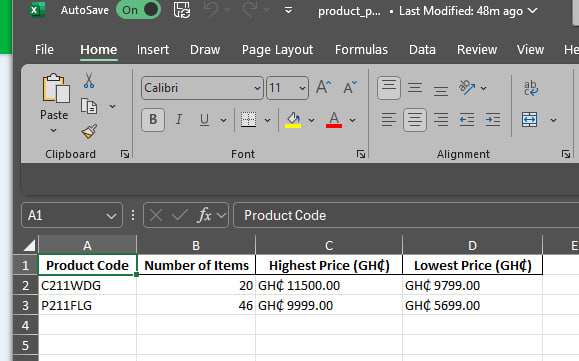 AutoSave On product_p... • Last Modified: 48m ago
File Home Insert Draw Page Layout Formulas Data Review View He
Paste Calibri 11 A A ab
B I U A
Clipboard Font Alignment
A1 fx Product Code
A B C D E
1 Product Code Number of Items Highest Price (GH₵) Lowest Price (GH₵)
2 C211WDG 20 GH₵ 11500.00 GH₵ 9799.00
3 P211FLG 46 GH₵ 9999.00 GH₵ 5699.00
4
5